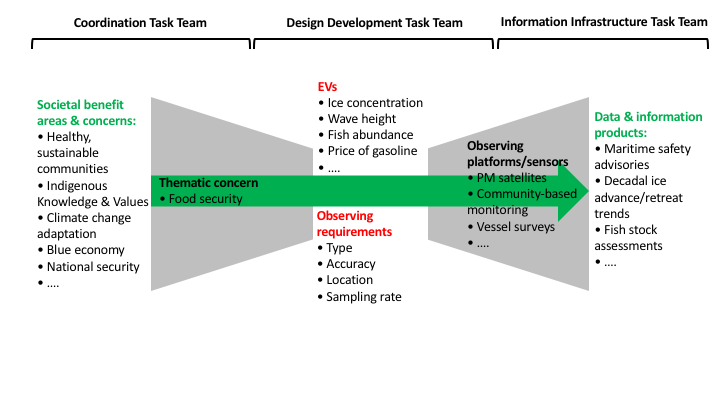 Coordination Task Team
Design Development Task Team
Information Infrastructure Task Team
Societal benefit
areas & concerns:
• Healthy,
sustainable
communities
• Indigenous
Knowledge & Values
• Climate change
adaptation
• Blue economy
• National security
• ....
Thematic concern
• Food security
EVs
• Ice concentration
• Wave height
• Fish abundance
• Price of gasoline
• ....
Observing
requirements
• Type
• Accuracy
• Location
• Sampling rate
Observing
platforms/sensors
• PM satellites
• Community-based
monitoring
• Vessel surveys
• ....
Data & information
products:
• Maritime safety
advisories
• Decadal ice
advance/retreat
trends
• Fish stock
assessments
• ....